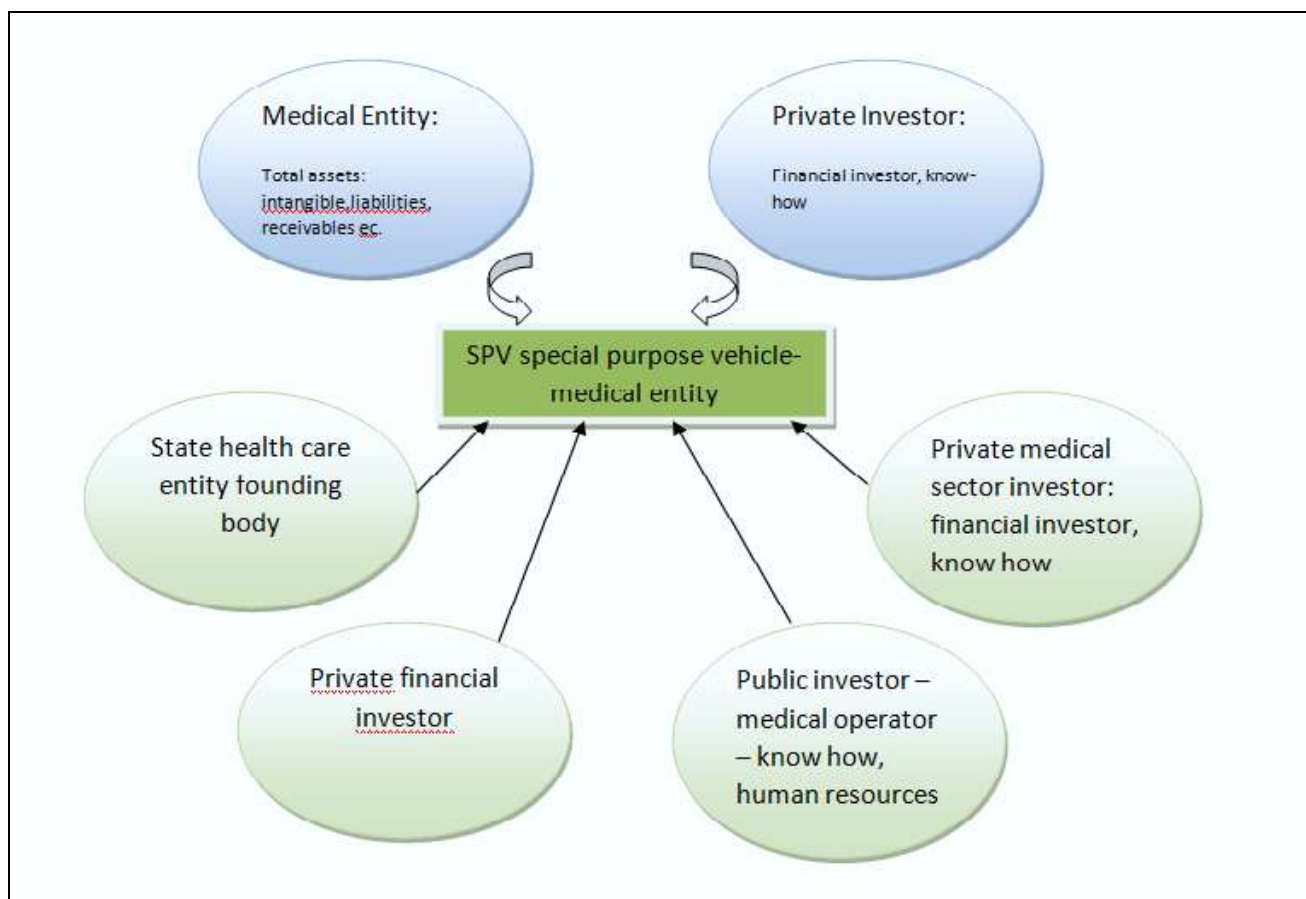 Medical Entity:
Total assets:
intangible,liabilities,
receivables ec.
Private Investor:
Financial investor, know-
how
SPV special purpose vehicle-
medical entity
State health care
entity founding
body
Private medical
sector investor:
financial investor,
know how
Private financial
investor
Public investor –
medical operator
– know how,
human resources